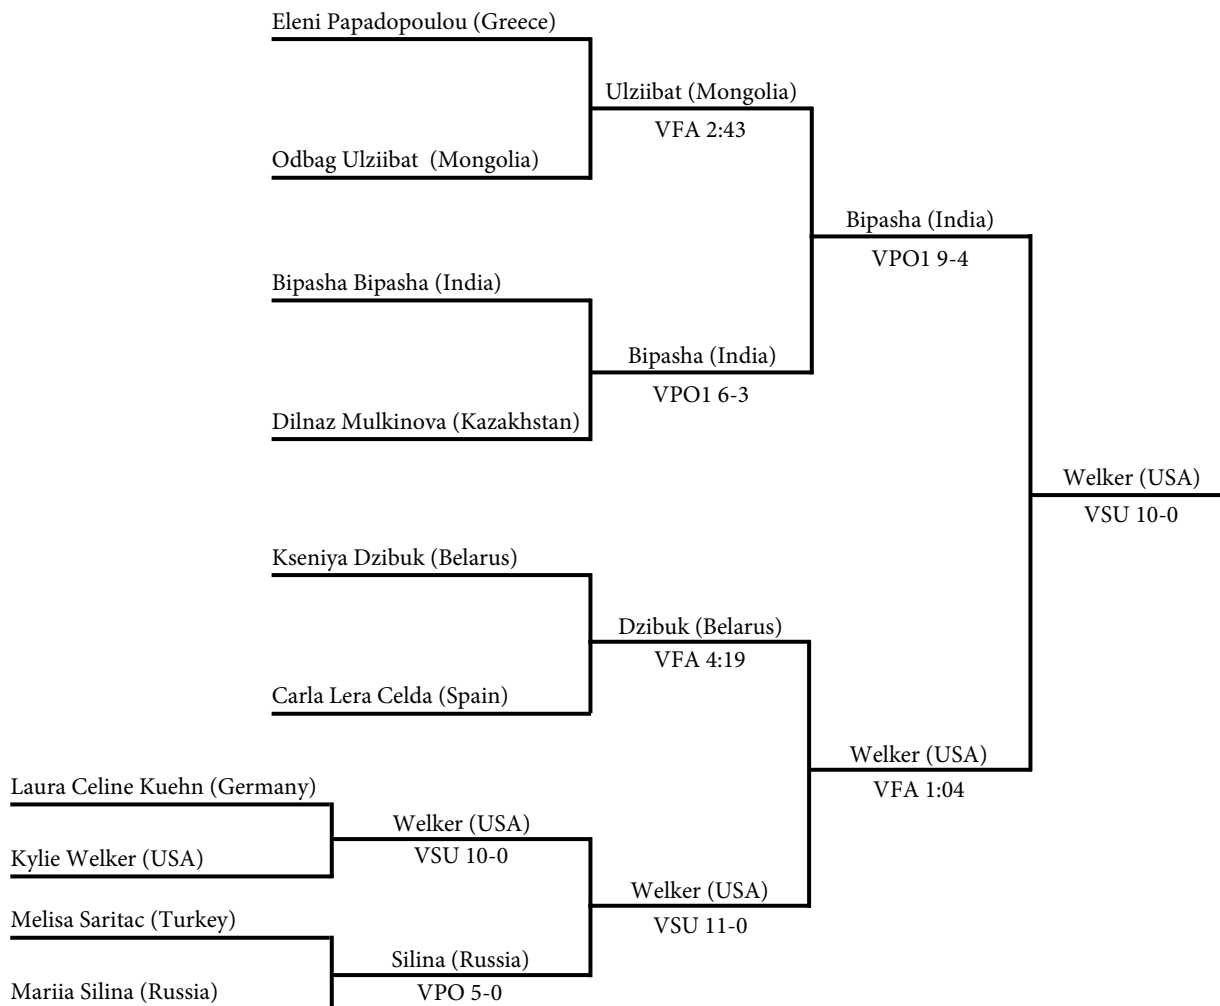 Eleni Papadopoulou (Greece)
Ulziibat (Mongolia)
VFA 2:43
Odbag Ulziibat (Mongolia)
Bipasha (India)
VPO1 9-4
Bipasha Bipasha (India)
Bipasha (India)
VPO1 6-3
Dilnaz Mulkinova (Kazakhstan)
Welker (USA)
VSU 10-0
Kseniya Dzibuk (Belarus)
Dzibuk (Belarus)
VFA 4:19
Carla Lera Celda (Spain)
Welker (USA)
VFA 1:04
Laura Celine Kuehn (Germany)
Welker (USA)
VSU 10-0
Kylie Welker (USA)
Welker (USA)
VSU 11-0
Melisa Saritac (Turkey)
Silina (Russia)
VPO 5-0
Mariia Silina (Russia)